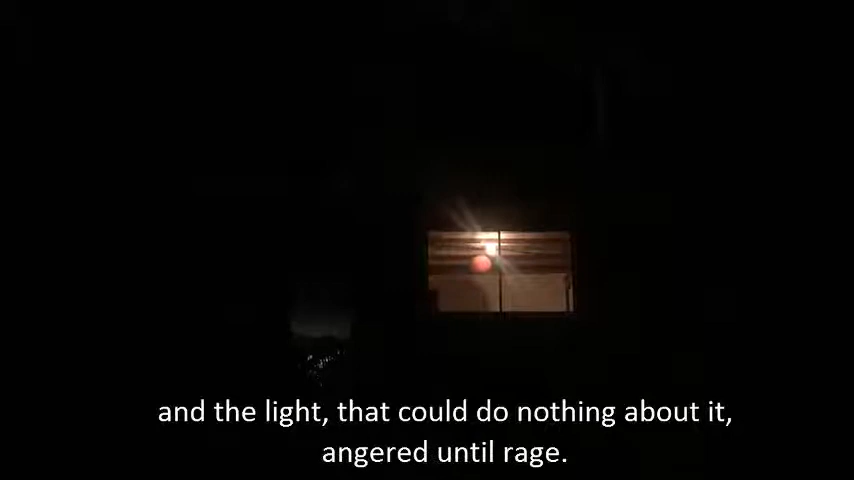 and the light, that could do nothing about it,
angered until rage.